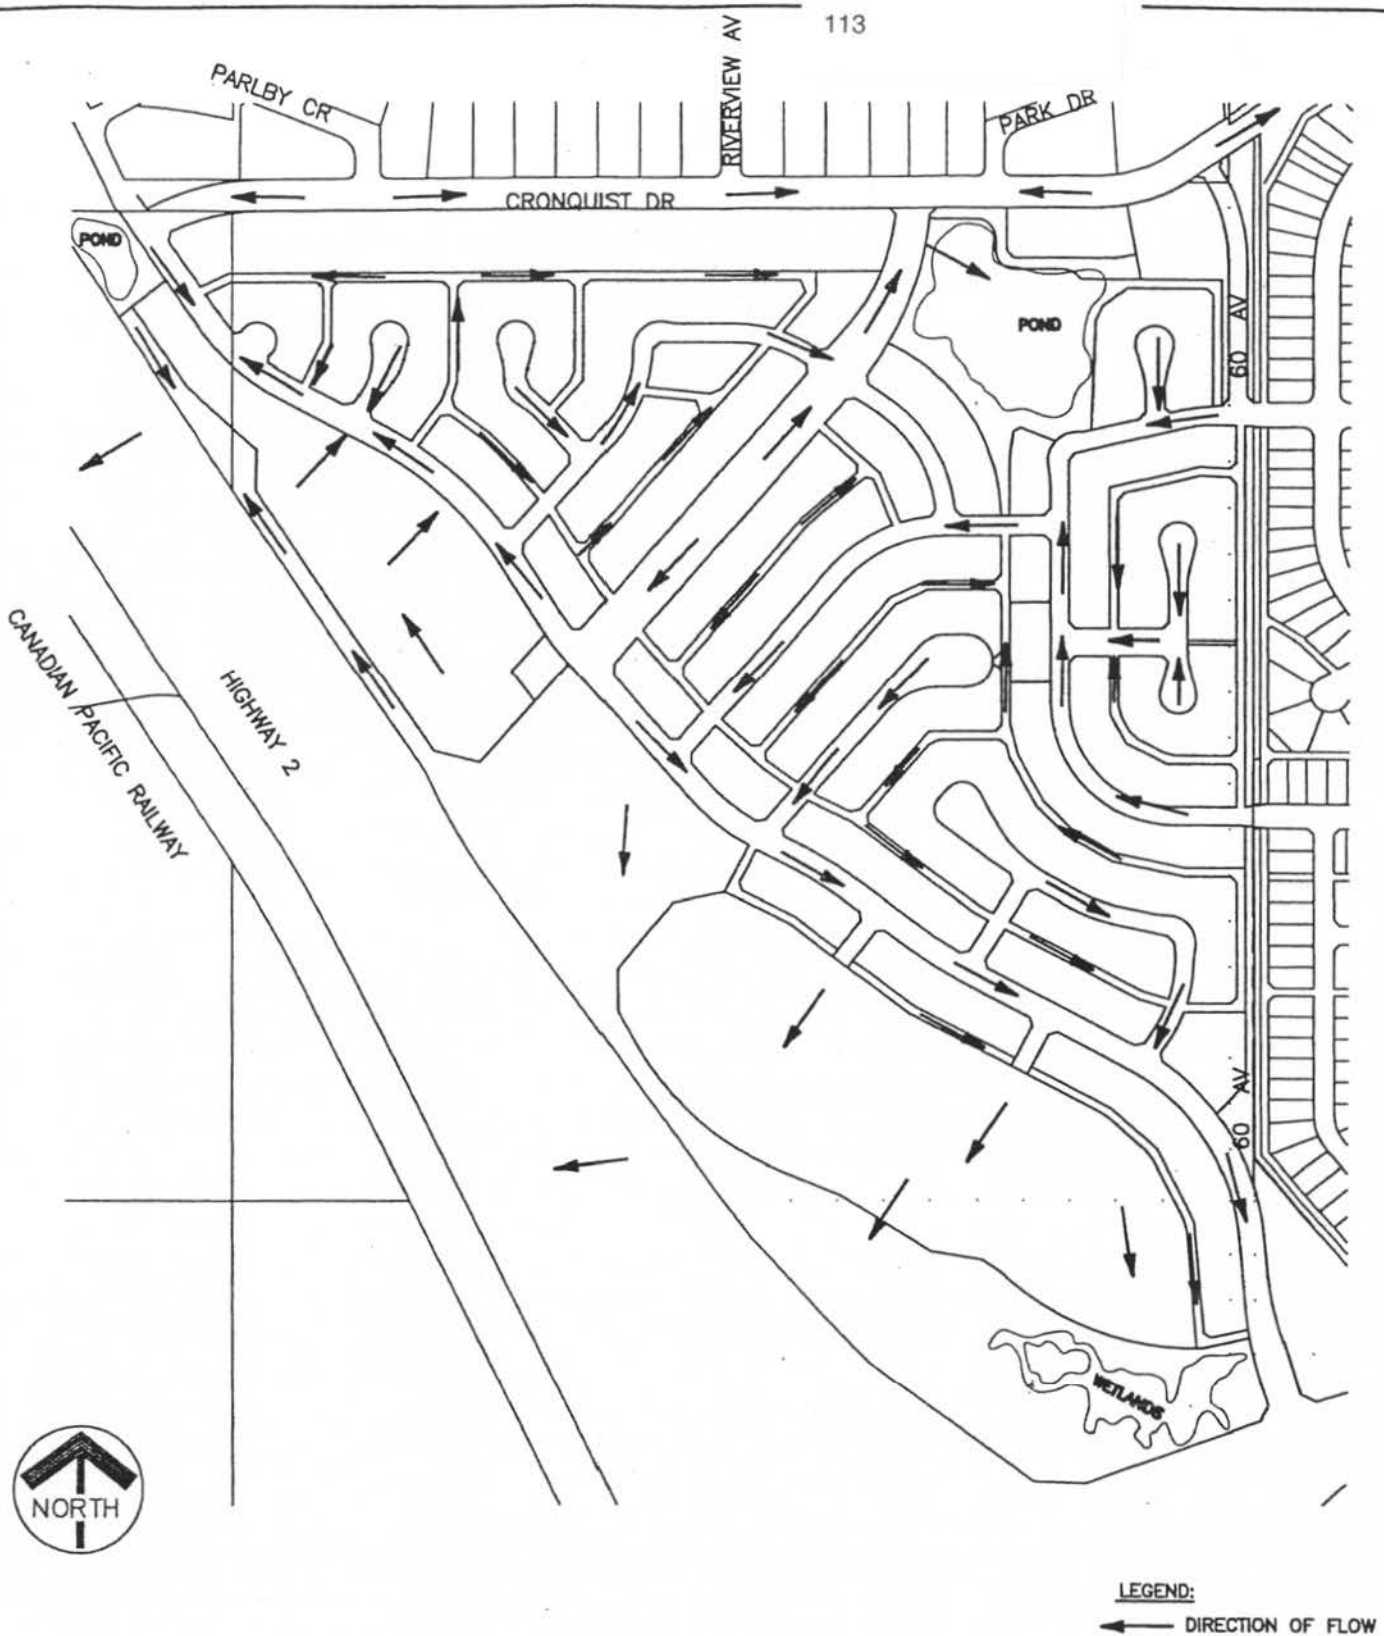 113
PARLBY CR
RIVERVIEW AV
PARK DR
CRONQUIST DR
POND
POND
60 AV
CANADIAN PACIFIC RAILWAY
HIGHWAY 2
60 AV
WETLANDS
NORTH
LEGEND:
DIRECTION OF FLOW